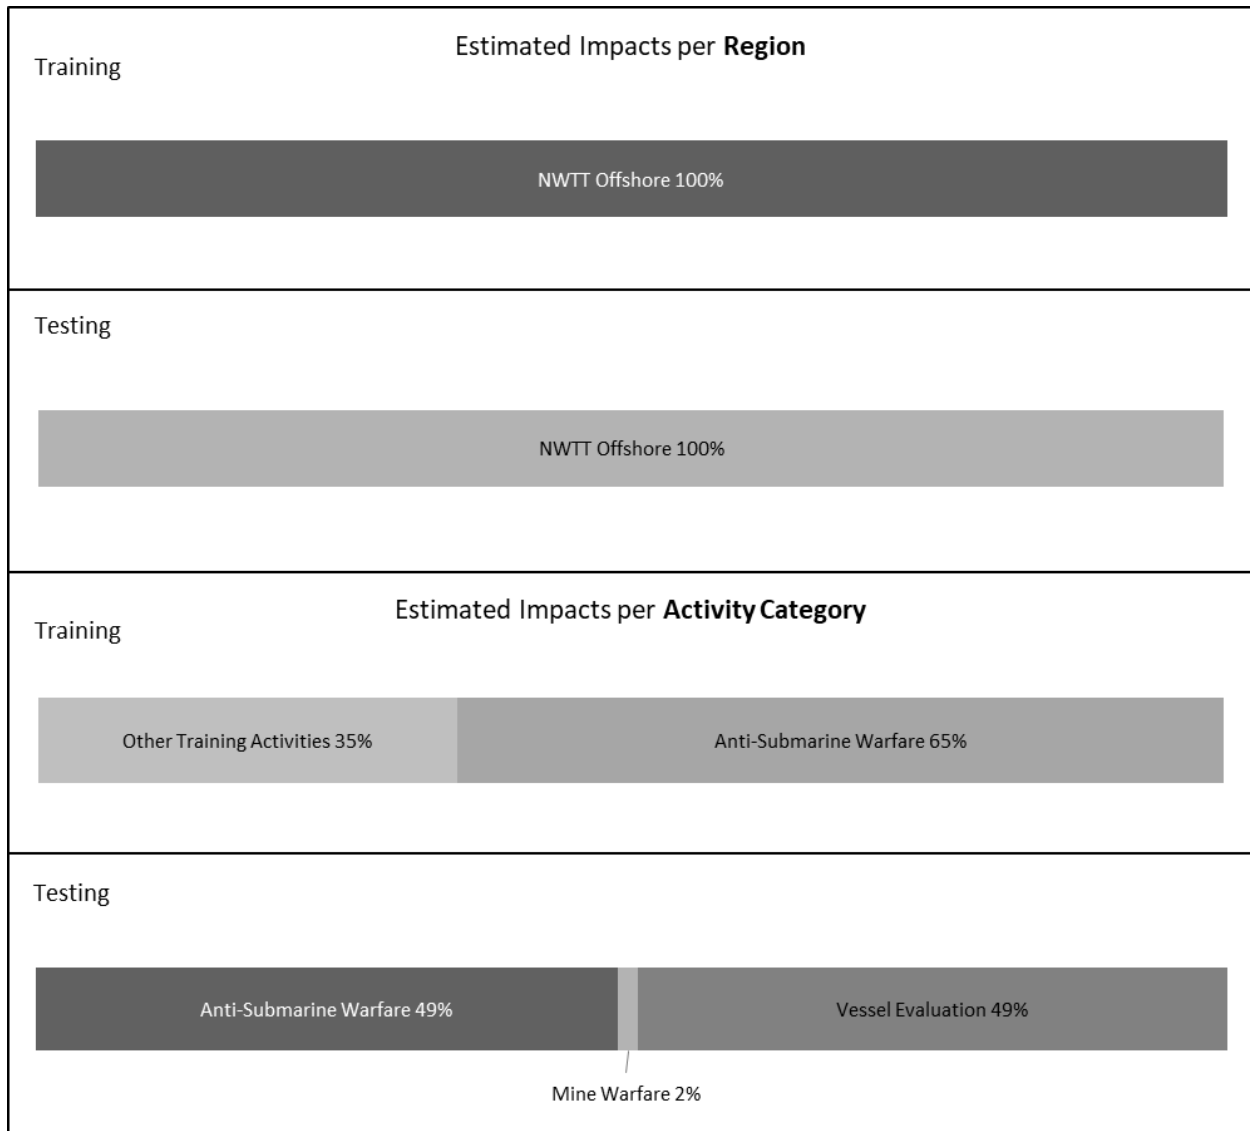 Estimated Impacts per Region
Training
NWTT Offshore 100%
Testing
NWTT Offshore 100%
Estimated Impacts per Activity Category
Training
Other Training Activities 35%
Anti-Submarine Warfare 65%
Testing
Anti-Submarine Warfare 49%
Vessel Evaluation 49%
Mine Warfare 2%